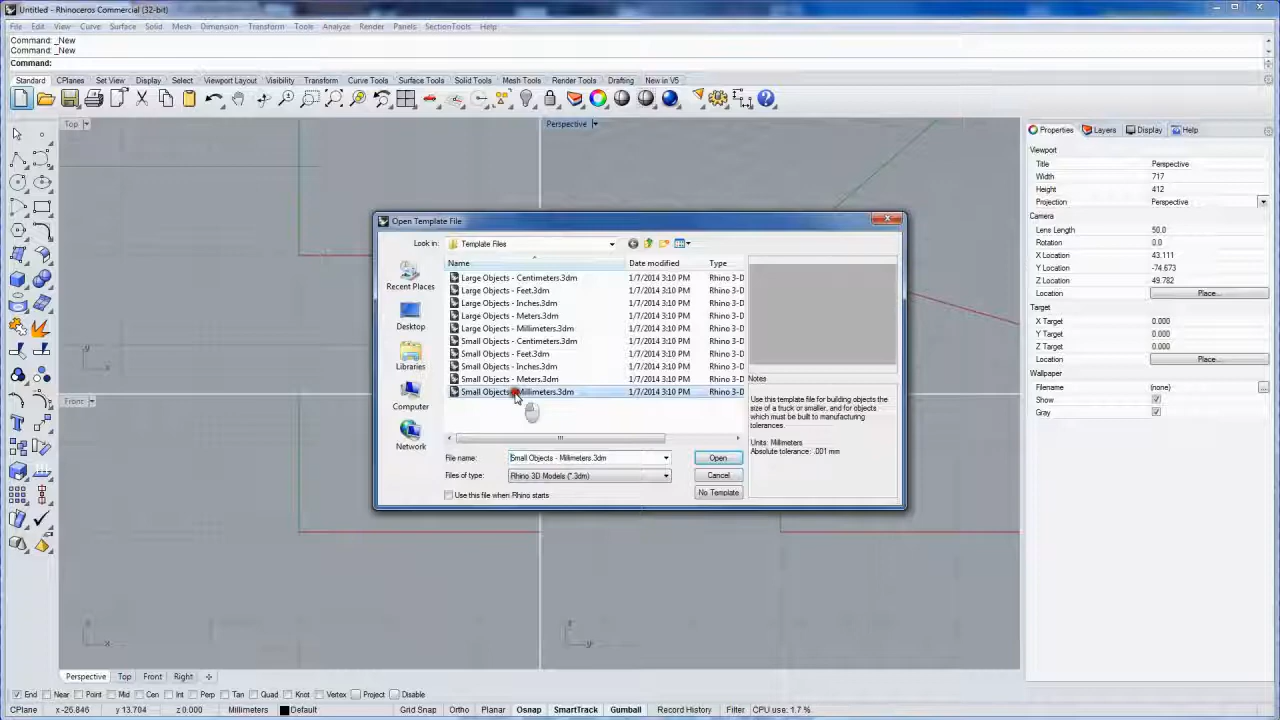 Untitled - Rhinoceros Commercial (32-bit)
File Edit View Curve Surface Solid Mesh Dimension Transform Tools Analyze Render Panels SectionTools Help
Command: _New
Command: _New
Command:
Standard CPlanes Set View Display Select Viewport Layout Visibility Transform Curve Tools Surface Tools Solid Tools Mesh Tools Render Tools Drafting New in V5
Top
Perspective
Properties Layers Display Help
Viewport
Title Perspective
Width 717
Height 412
Projection Perspective
Camera
Lens Length 50.0
Rotation 0.0
X Location 43.111
Y Location -74.673
Z Location 49.782
Location Place...
Target
X Target 0.000
Y Target 0.000
Z Target 0.000
Location Place...
Wallpaper
Filename (none) ...
Show
Gray
Open Template File
Look in: Template Files
Name Date modified Type
Recent Places
Desktop
Libraries
Computer
Network
Large Objects - Centimeters.3dm 1/7/2014 3:10 PM Rhino 3-D
Large Objects - Feet.3dm 1/7/2014 3:10 PM Rhino 3-D
Large Objects - Inches.3dm 1/7/2014 3:10 PM Rhino 3-D
Large Objects - Meters.3dm 1/7/2014 3:10 PM Rhino 3-D
Large Objects - Millimeters.3dm 1/7/2014 3:10 PM Rhino 3-D
Small Objects - Centimeters.3dm 1/7/2014 3:10 PM Rhino 3-D
Small Objects - Feet.3dm 1/7/2014 3:10 PM Rhino 3-D
Small Objects - Inches.3dm 1/7/2014 3:10 PM Rhino 3-D
Small Objects - Meters.3dm 1/7/2014 3:10 PM Rhino 3-D
Small Objects - Millimeters.3dm 1/7/2014 3:10 PM Rhino 3-D
Notes
Use this template file for building objects the
size of a truck or smaller, and for objects
which must be built to manufacturing
tolerances.
Units: Millimeters
Absolute tolerance: .001 mm
File name: Small Objects - Millimeters.3dm Open
Files of type: Rhino 3D Models (*.3dm) Cancel
Use this file when Rhino starts No Template
y
x
Front
x
y
Perspective Top Front Right
End Near Point Mid Cen Int Perp Tan Quad Knot Vertex Project Disable
CPlane x -26.846 y 13.704 z 0.000 Millimeters Default Grid Snap Ortho Planar Osnap SmartTrack Gumball Record History Filter CPU use: 1.7 %